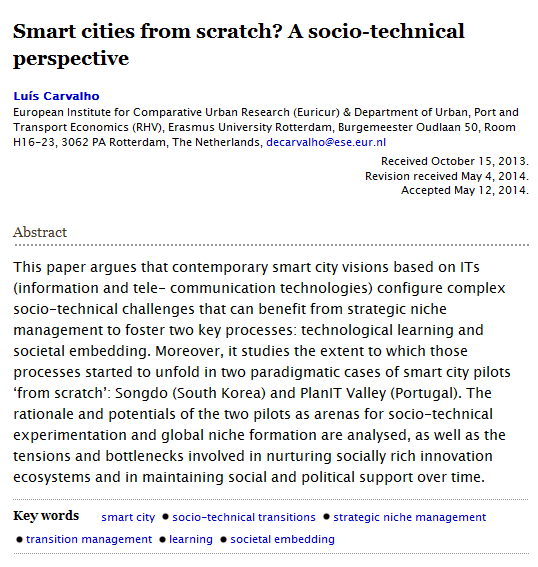 Smart cities from scratch? A socio-technical
perspective
Luís Carvalho
European Institute for Comparative Urban Research (Euricur) & Department of Urban, Port and
Transport Economics (RHV), Erasmus University Rotterdam, Burgemeester Oudlaan 50, Room
H16-23, 3062 PA Rotterdam, The Netherlands, decarvalho@ese.eur.nl
Received October 15, 2013.
Revision received May 4, 2014.
Accepted May 12, 2014.
Abstract
This paper argues that contemporary smart city visions based on ITs
(information and tele- communication technologies) configure complex
socio-technical challenges that can benefit from strategic niche
management to foster two key processes: technological learning and
societal embedding. Moreover, it studies the extent to which those
processes started to unfold in two paradigmatic cases of smart city pilots
‘from scratch’: Songdo (South Korea) and PlanIT Valley (Portugal). The
rationale and potentials of the two pilots as arenas for socio-technical
experimentation and global niche formation are analysed, as well as the
tensions and bottlenecks involved in nurturing socially rich innovation
ecosystems and in maintaining social and political support over time.
Key words smart city ● socio-technical transitions ● strategic niche management
● transition management ● learning ● societal embedding